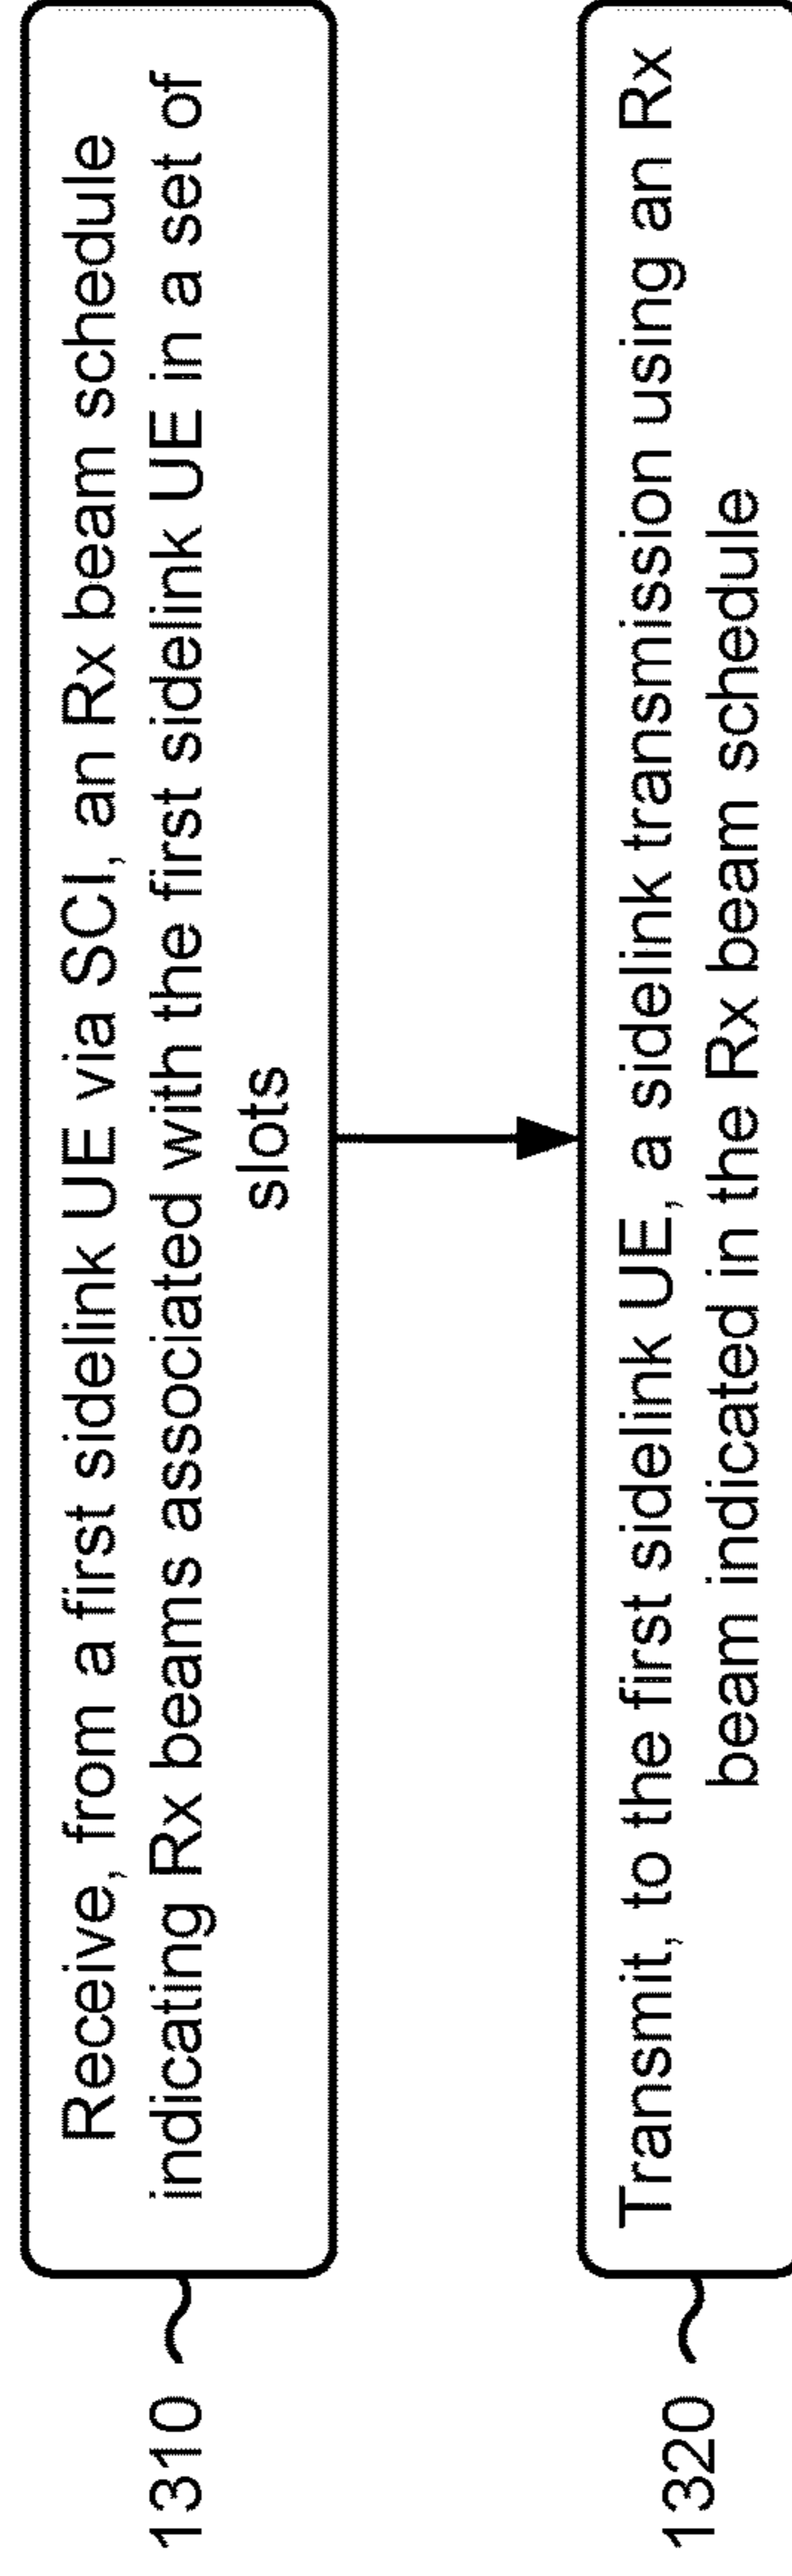 1310
Receive, from a first sidelink UE via SCI, an Rx beam schedule
indicating Rx beams associated with the first sidelink UE in a set of
slots
1320
Transmit, to the first sidelink UE, a sidelink transmission using an Rx
beam indicated in the Rx beam schedule